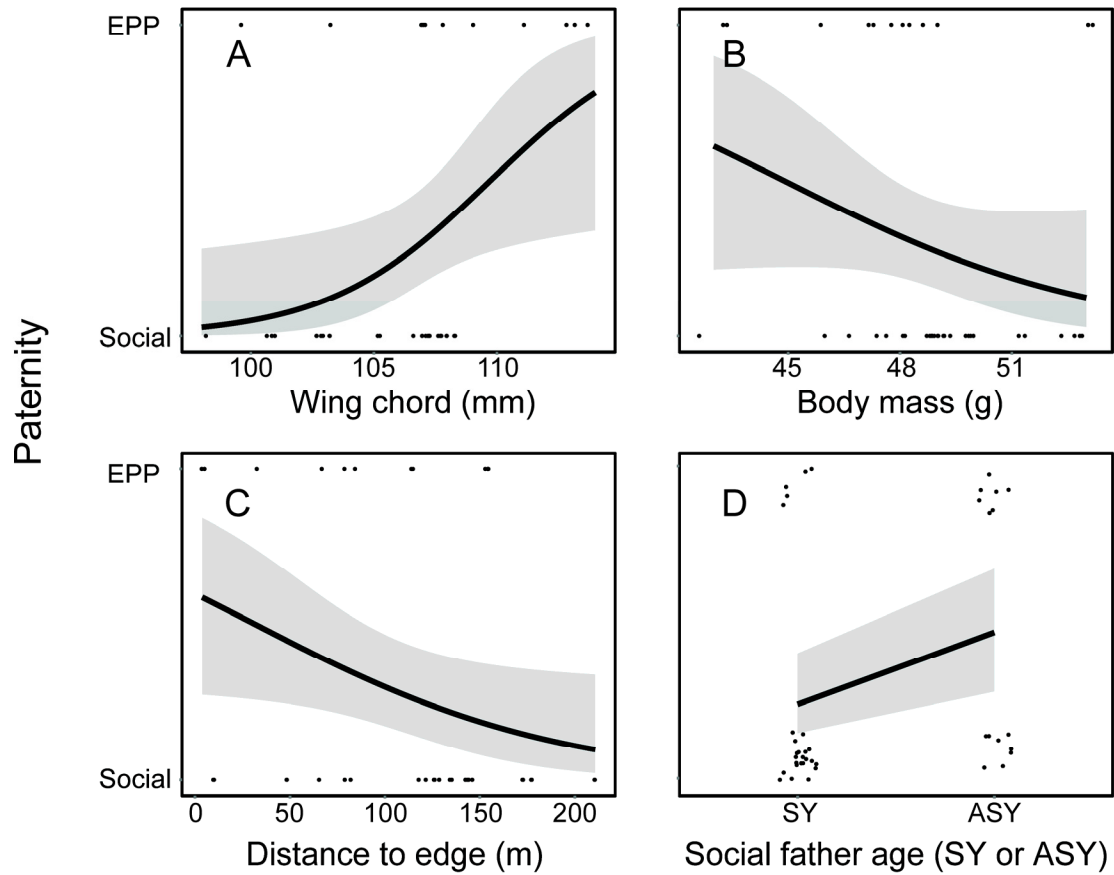 Paternity
EPP
Social
A
100 105 110
Wing chord (mm)
B
45 48 51
Body mass (g)
EPP
Social
C
0 50 100 150 200
Distance to edge (m)
D
SY ASY
Social father age (SY or ASY)